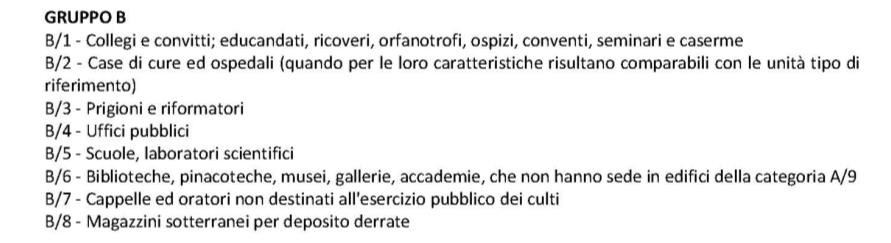 GRUPPO B
B/1 - Collegi e convitti; educandati, ricoveri, orfanotrofi, ospizi, conventi, seminari e caserme
B/2 - Case di cure ed ospedali (quando per le loro caratteristiche risultano comparabili con le unità tipo di
riferimento)
B/3 - Prigioni e riformatori
B/4 - Uffici pubblici
B/5 - Scuole, laboratori scientifici
B/6 - Biblioteche, pinacoteche, musei, gallerie, accademie, che non hanno sede in edifici della categoria A/9
B/7 - Cappelle ed oratori non destinati all'esercizio pubblico dei culti
B/8 - Magazzini sotterranei per deposito derrate